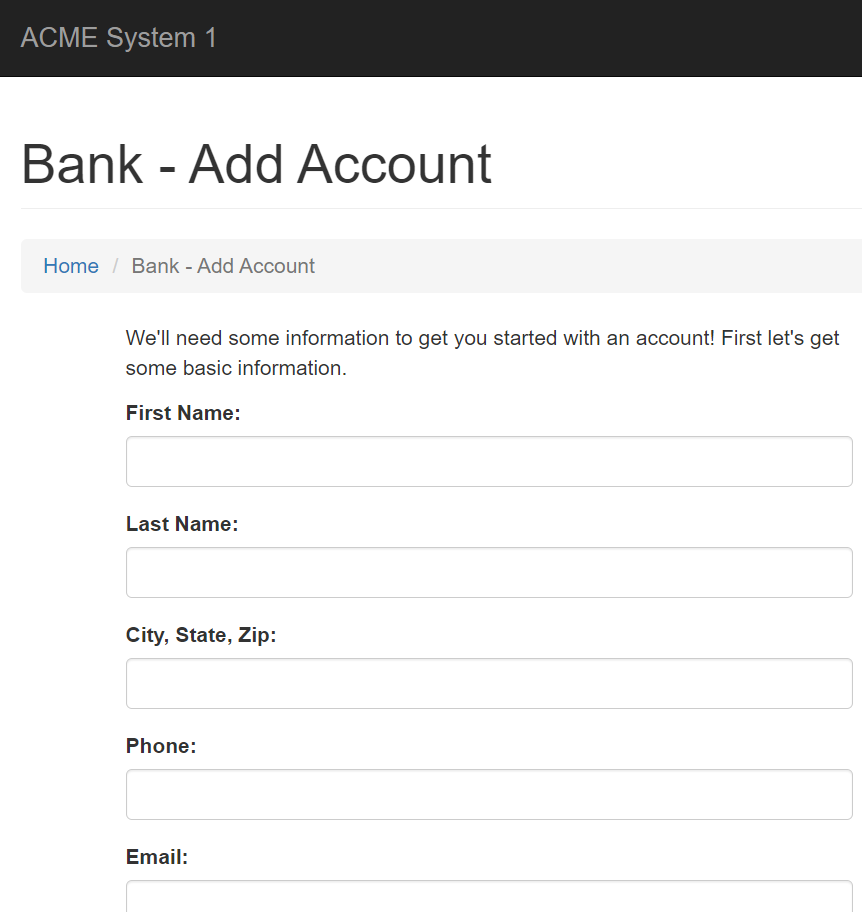 ACME System 1
Bank - Add Account
Home / Bank - Add Account
We'll need some information to get you started with an account! First let's get
some basic information.
First Name:
Last Name:
City, State, Zip:
Phone:
Email: